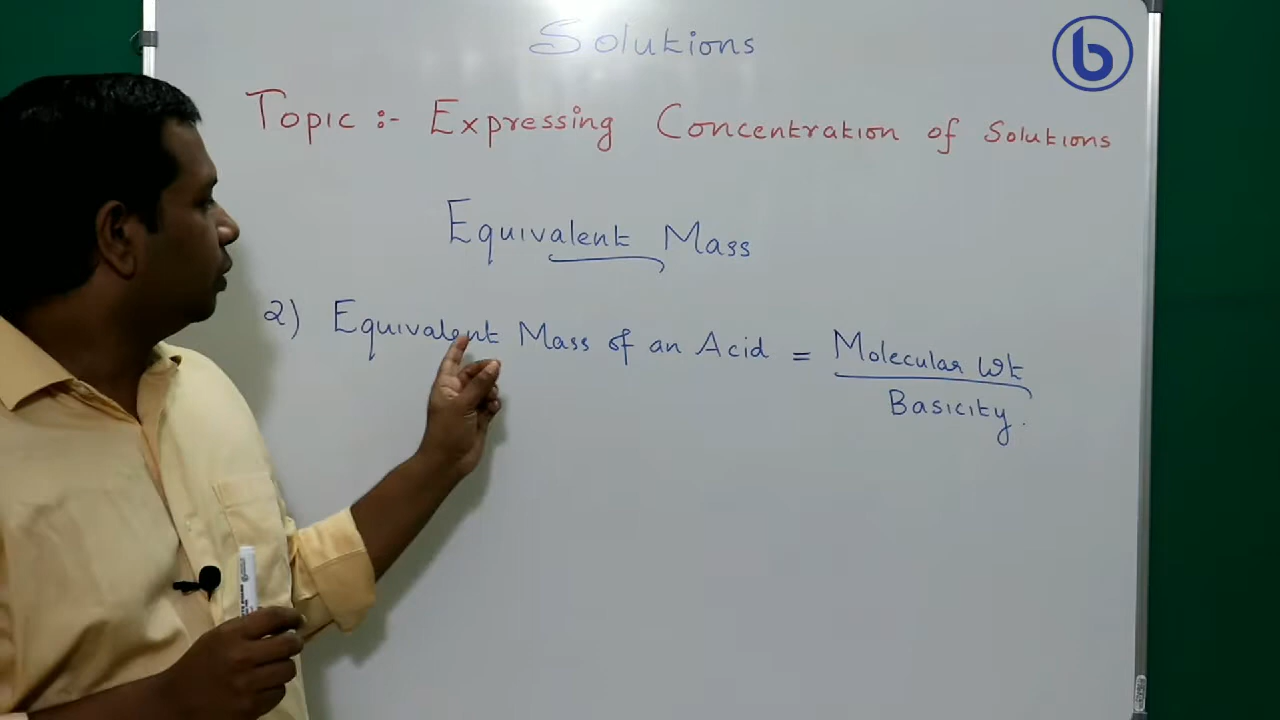 Solutions
b
Topic :- Expressing Concentration of Solutions
Equivalent Mass
2) Equivalent Mass of an Acid = Molecular Wt
Basicity.